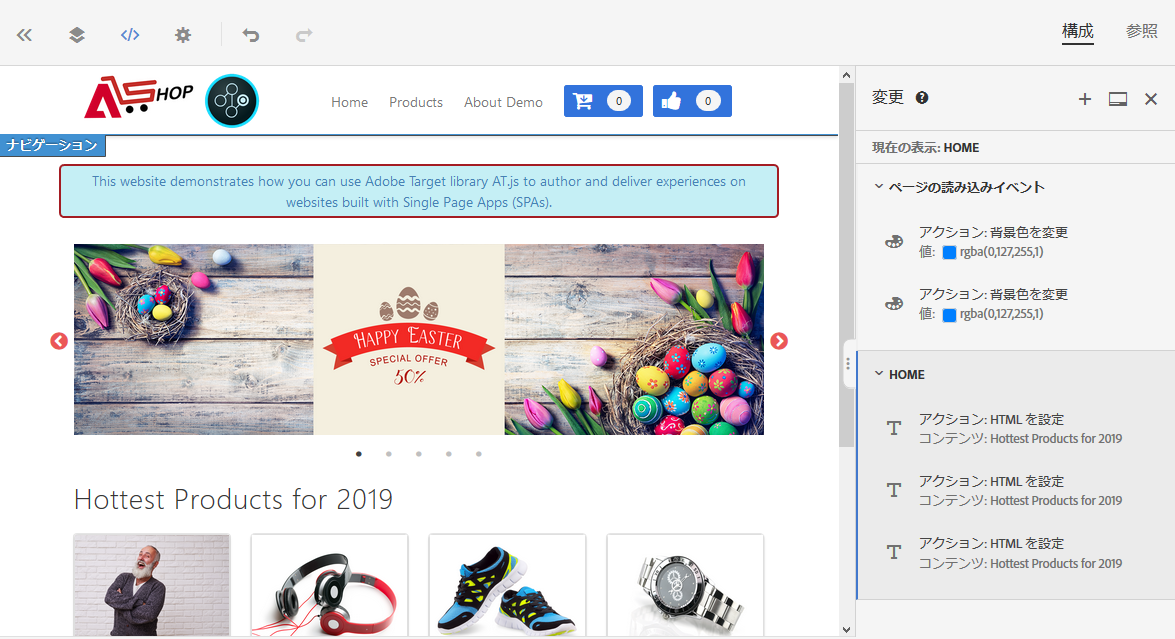 構成
参照
SHOP
Home
Products
About Demo
0
0
ナビゲーション
This website demonstrates how you can use Adobe Target library AT.js to author and deliver experiences on
websites built with Single Page Apps (SPAs).
HAPPY EASTER
SPECIAL OFFER
50%
Hottest Products for 2019
変更
現在の表示: HOME
ページの読み込みイベント
アクション: 背景色を変更
値: rgba(0,127,255,1)
アクション: 背景色を変更
値: rgba(0,127,255,1)
HOME
アクション: HTML を設定
コンテンツ: Hottest Products for 2019
アクション: HTML を設定
コンテンツ: Hottest Products for 2019
アクション: HTML を設定
コンテンツ: Hottest Products for 2019